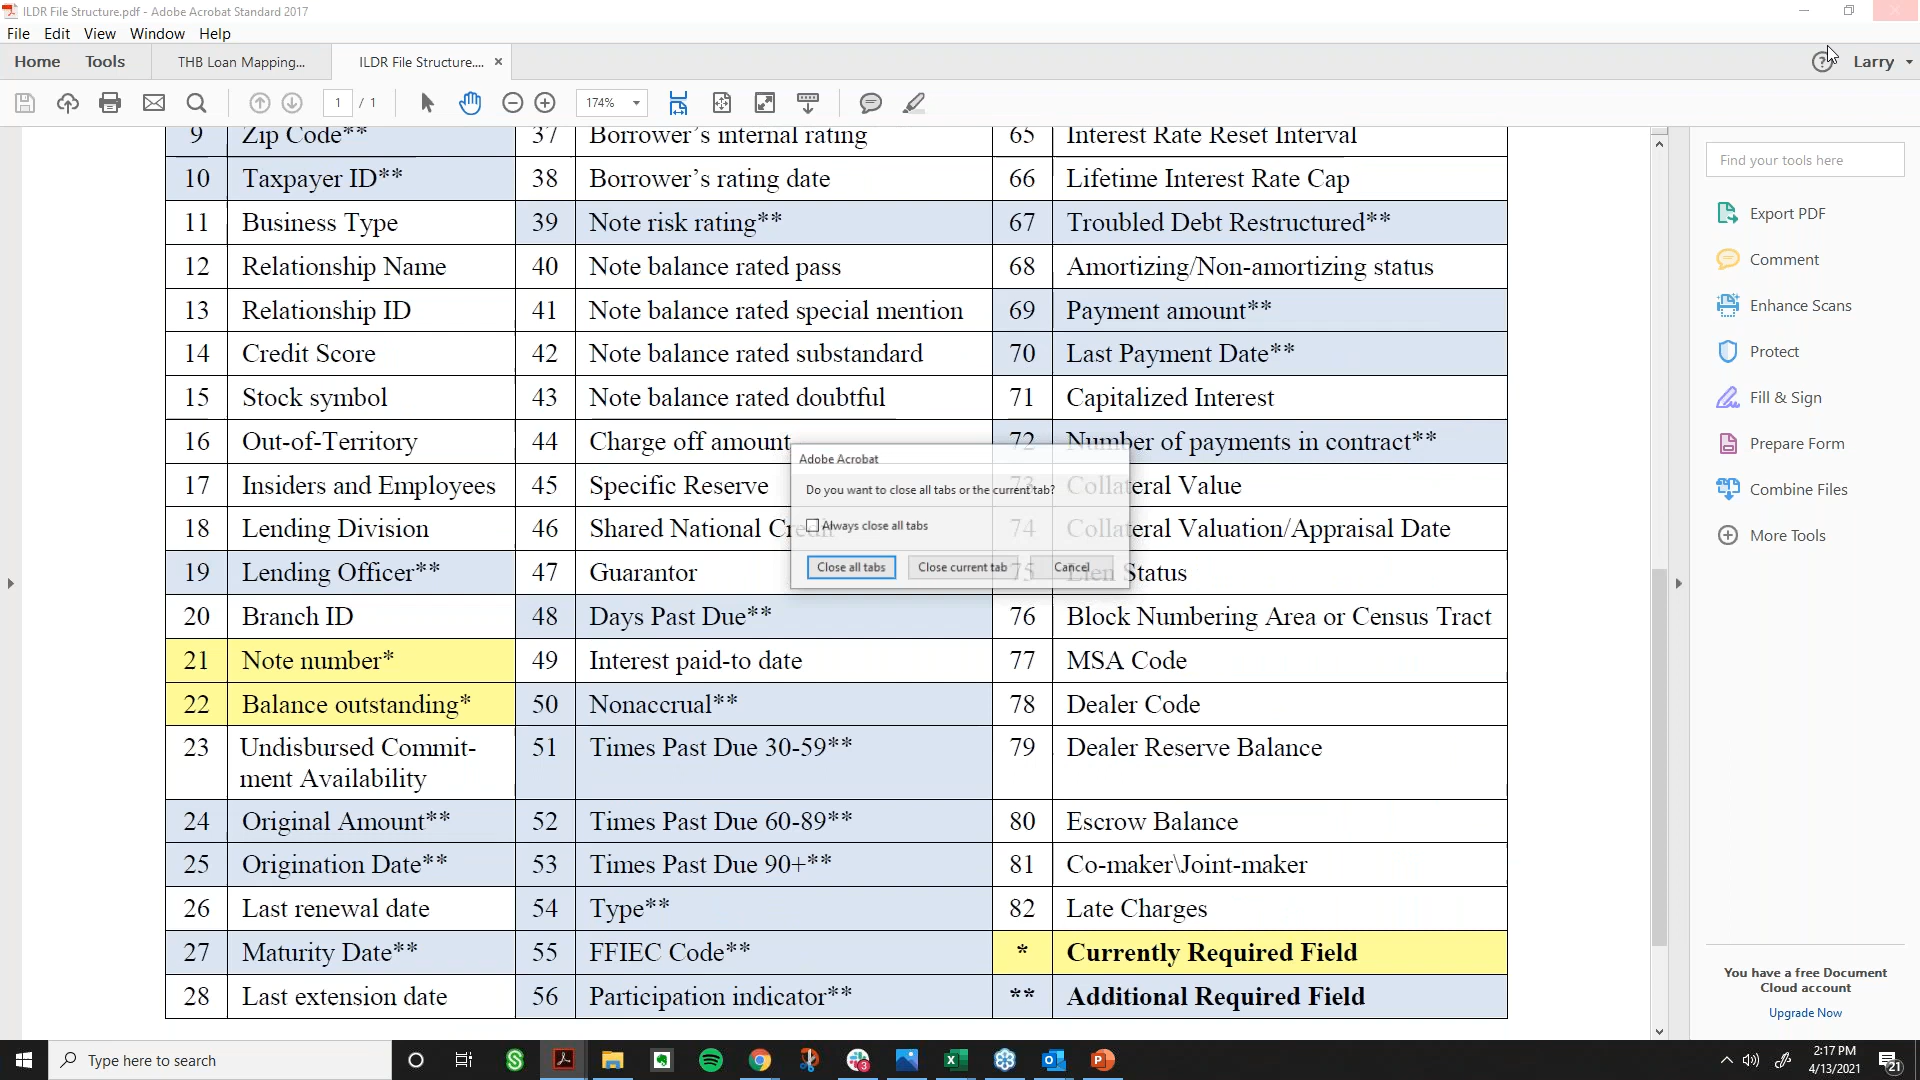 ILDR File Structure.pdf - Adobe Acrobat Standard 2017
File Edit View Window Help
Home Tools THB Loan Mapping... ILDR File Structure.... × ? Larry
1 / 1 174%
9 Zip Code** 37 Borrower's internal rating 65 Interest Rate Reset Interval
10 Taxpayer ID** 38 Borrower's rating date 66 Lifetime Interest Rate Cap
11 Business Type 39 Note risk rating** 67 Troubled Debt Restructured**
12 Relationship Name 40 Note balance rated pass 68 Amortizing/Non-amortizing status
13 Relationship ID 41 Note balance rated special mention 69 Payment amount**
14 Credit Score 42 Note balance rated substandard 70 Last Payment Date**
15 Stock symbol 43 Note balance rated doubtful 71 Capitalized Interest
16 Out-of-Territory 44 Charge off amount 72 Number of payments in contract**
17 Insiders and Employees 45 Specific Reserve 73 Collateral Value
18 Lending Division 46 Shared National Credit 74 Collateral Valuation/Appraisal Date
19 Lending Officer** 47 Guarantor 75 Lien Status
20 Branch ID 48 Days Past Due** 76 Block Numbering Area or Census Tract
21 Note number* 49 Interest paid-to date 77 MSA Code
22 Balance outstanding* 50 Nonaccrual** 78 Dealer Code
23 Undisbursed Commit- 51 Times Past Due 30-59** 79 Dealer Reserve Balance
ment Availability
24 Original Amount** 52 Times Past Due 60-89** 80 Escrow Balance
25 Origination Date** 53 Times Past Due 90+** 81 Co-maker\Joint-maker
26 Last renewal date 54 Type** 82 Late Charges
27 Maturity Date** 55 FFIEC Code** * Currently Required Field
28 Last extension date 56 Participation indicator** ** Additional Required Field
Adobe Acrobat
Do you want to close all tabs or the current tab?
Always close all tabs
Close all tabs Close current tab Cancel
Find your tools here
Export PDF
Comment
Enhance Scans
Protect
Fill & Sign
Prepare Form
Combine Files
More Tools
You have a free Document
Cloud account
Upgrade Now
Type here to search
3
2:17 PM
4/13/2021
21